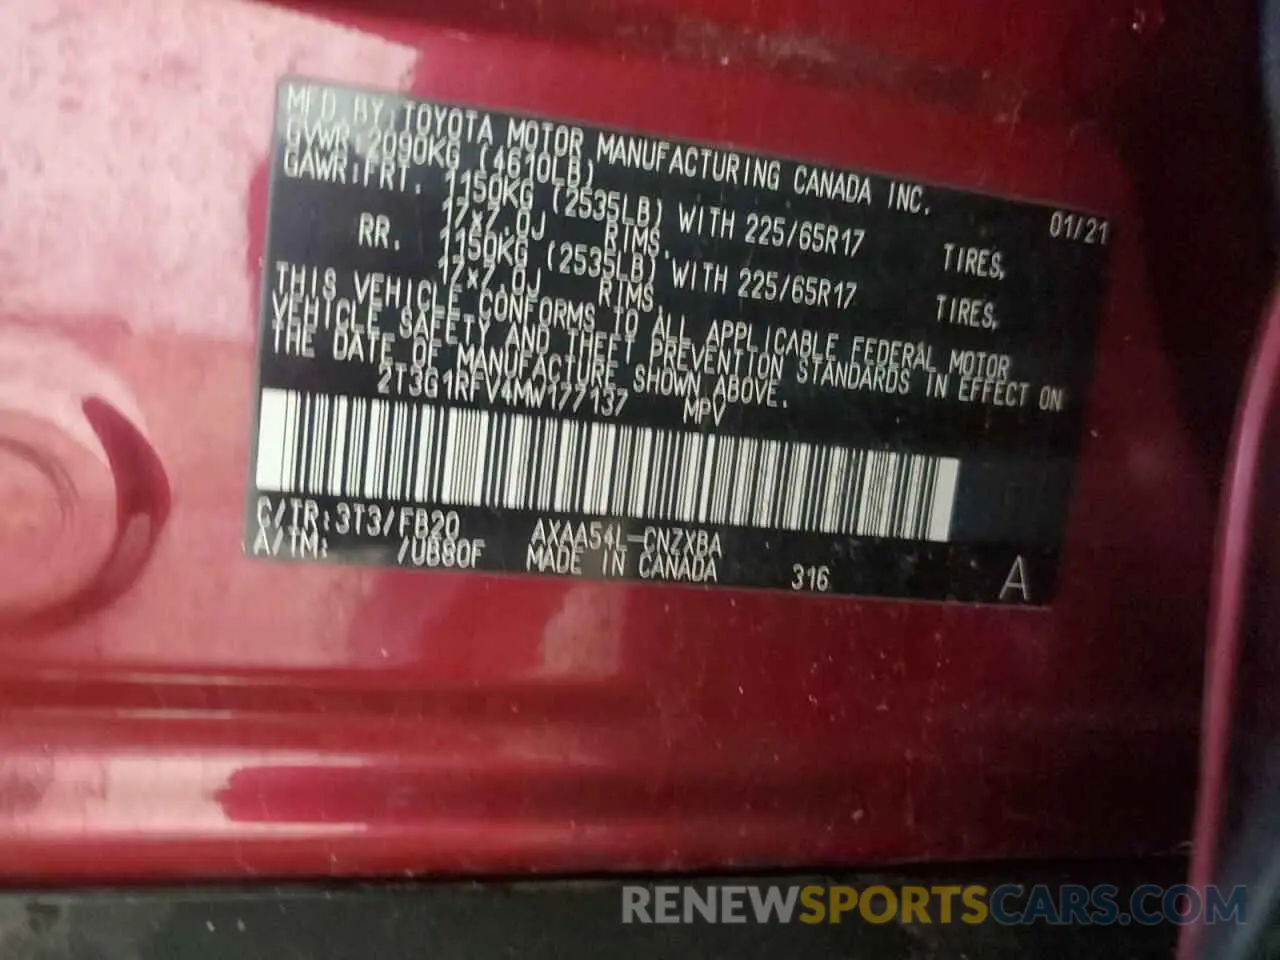 MFD. BY TOYOTA MOTOR MANUFACTURING CANADA INC. 01/21
GVWR:2090KG (4610LB)
GAWR:FRT. 1150KG (2535LB) WITH 225/65R17 TIRES,
17x7.0J RIMS.
RR. 1150KG (2535LB) WITH 225/65R17 TIRES,
17x7.0J RIMS.
THIS VEHICLE CONFORMS TO ALL APPLICABLE FEDERAL MOTOR
VEHICLE SAFETY AND THEFT PREVENTION STANDARDS IN EFFECT ON
THE DATE OF MANUFACTURE SHOWN ABOVE.
2T3G1RFV4MW177137 MPV
C/TR:3T3/FB20 AXAA54L-CNZXBA
A/TM: /UB80F MADE IN CANADA 316 A
RENEWSPORTSCARS.COM